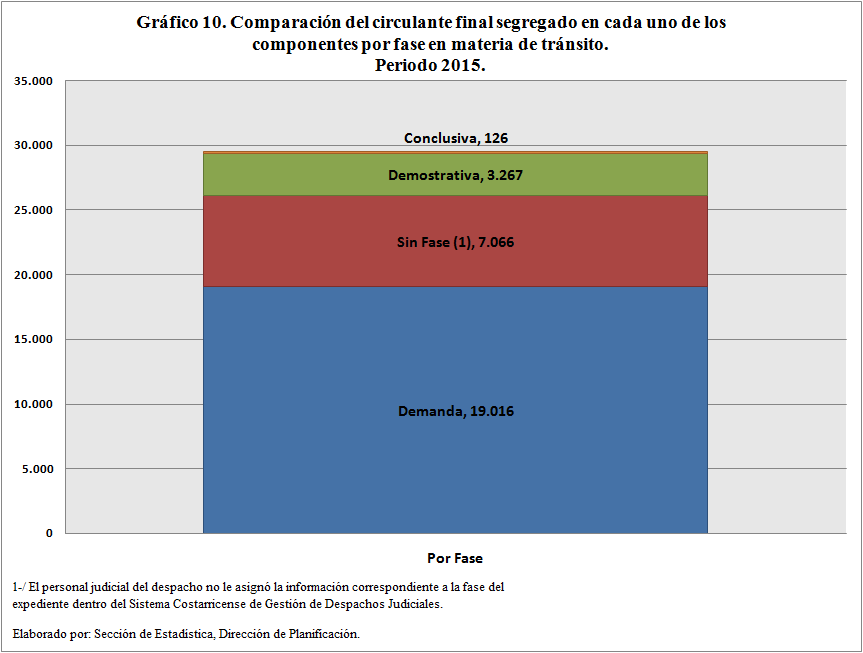 Gráfico 10. Comparación del circulante final segregado en cada uno de los
componentes por fase en materia de tránsito.
Periodo 2015.
35.000
30.000
25.000
20.000
15.000
10.000
5.000
0
Conclusiva, 126
Demostrativa, 3.267
Sin Fase (1), 7.066
Demanda, 19.016
Por Fase
1-/ El personal judicial del despacho no le asignó la información correspondiente a la fase del
expediente dentro del Sistema Costarricense de Gestión de Despachos Judiciales.
Elaborado por: Sección de Estadística, Dirección de Planificación.